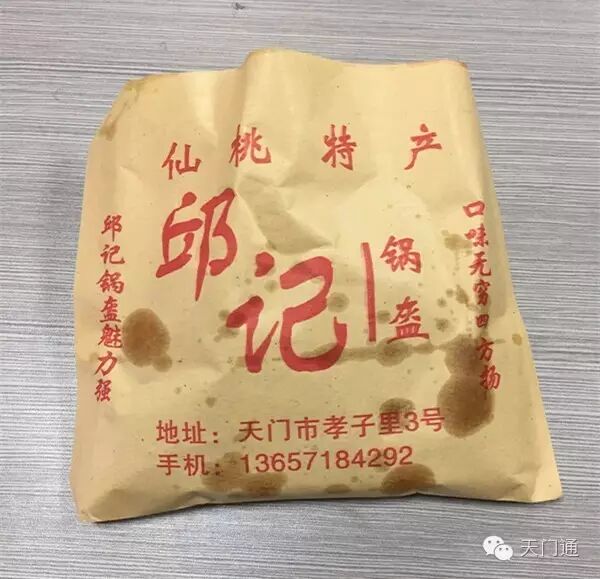 仙桃特产
邱记锅盔
邱记锅盔魅力强
口味无穷四方扬
地址：天门市孝子里3号
手机：13657184292
天门通